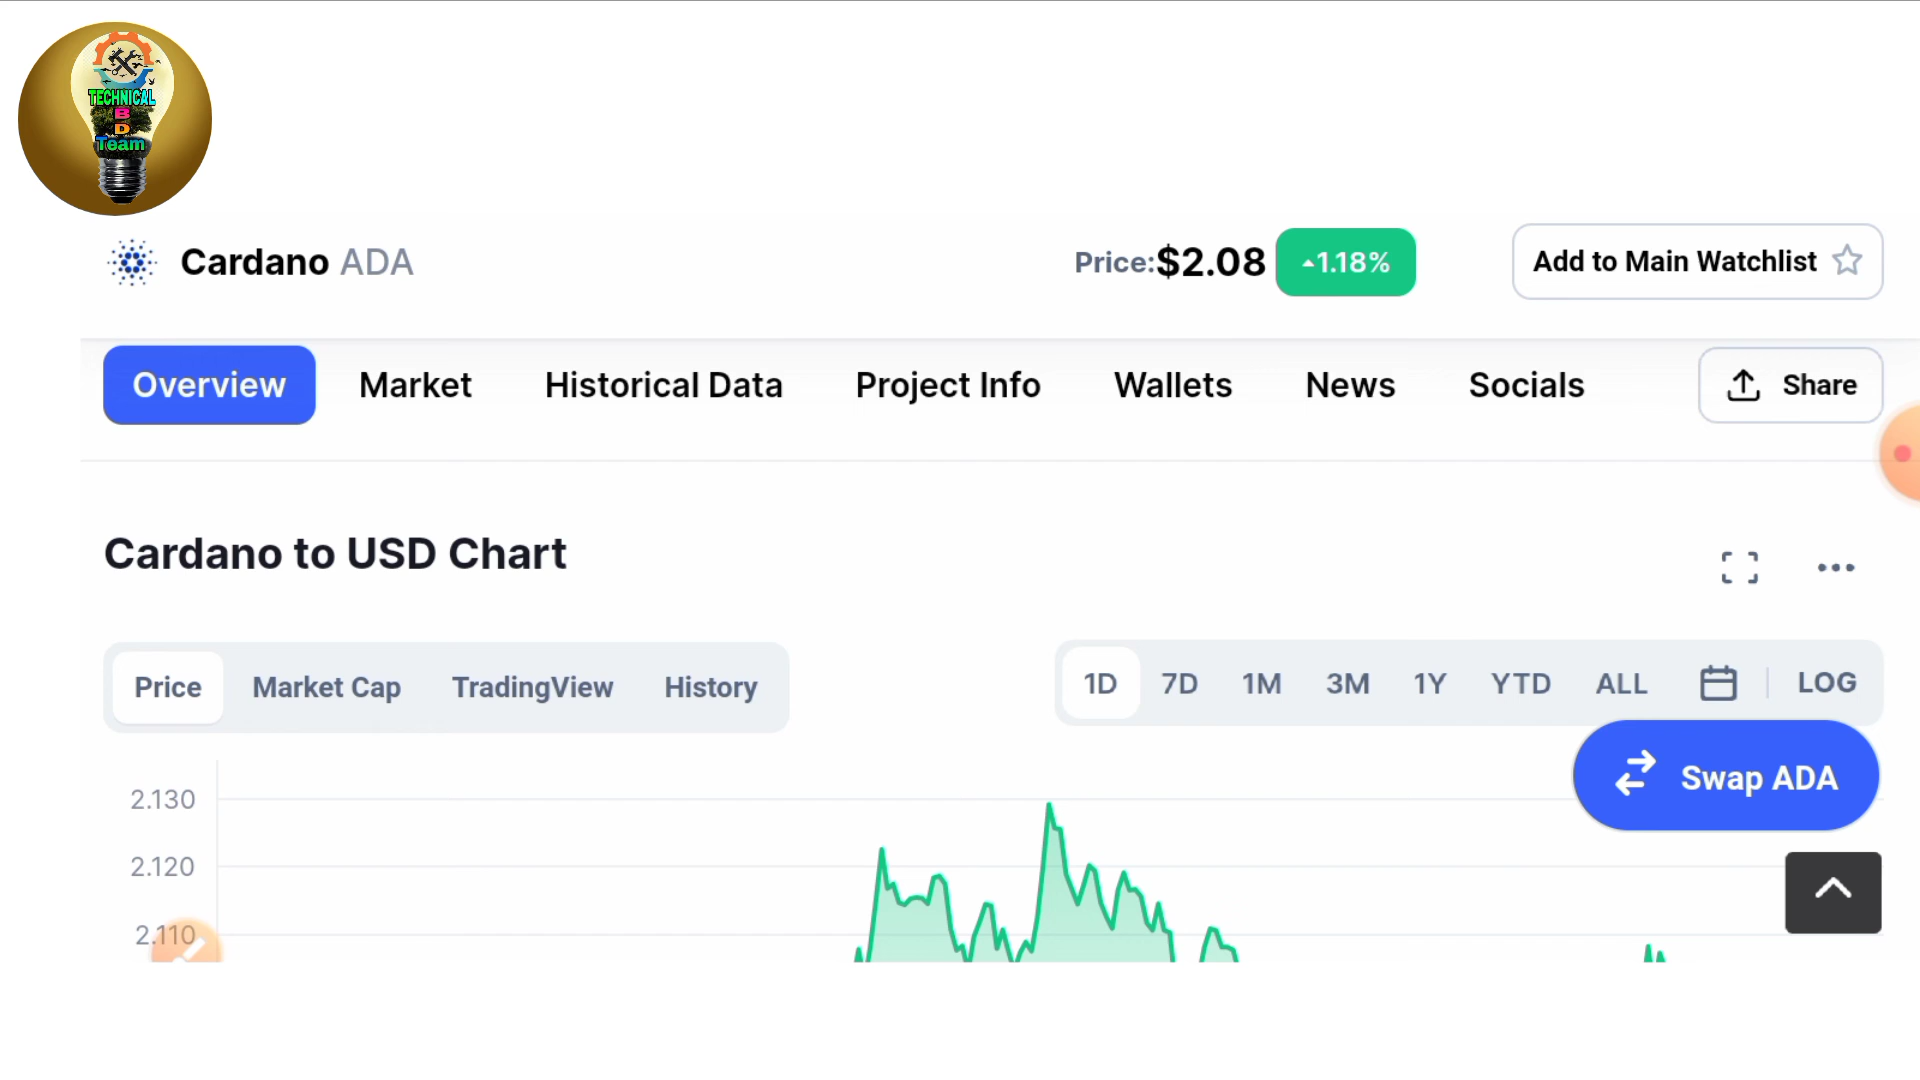 TECHNICAL
B
D
Team
Cardano ADA
Price:$2.08
1.18%
Add to Main Watchlist
Overview
Market
Historical Data
Project Info
Wallets
News
Socials
Share
Cardano to USD Chart
Price
Market Cap
TradingView
History
1D
7D
1M
3M
1Y
YTD
ALL
LOG
Swap ADA
2.130
2.120
2.110